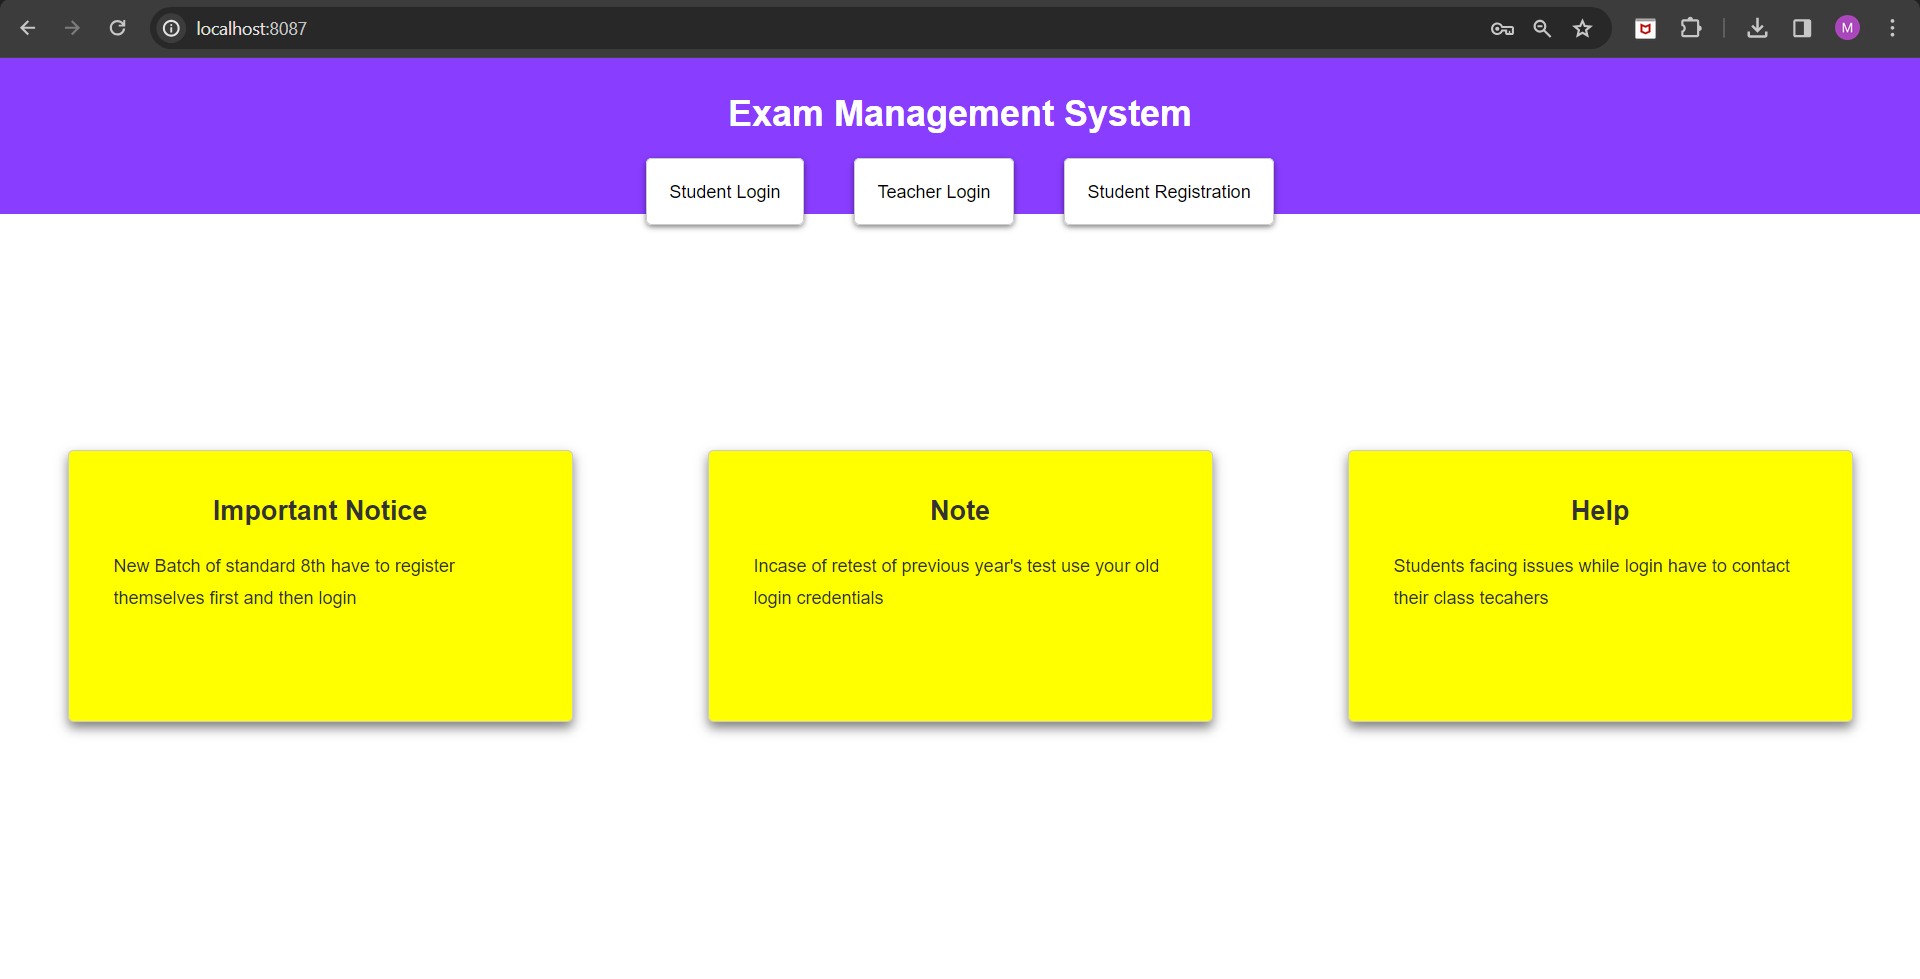 localhost:8087
M
Exam Management System
Student Login
Teacher Login
Student Registration
Important Notice
New Batch of standard 8th have to register
themselves first and then login
Note
Incase of retest of previous year's test use your old
login credentials
Help
Students facing issues while login have to contact
their class tecahers